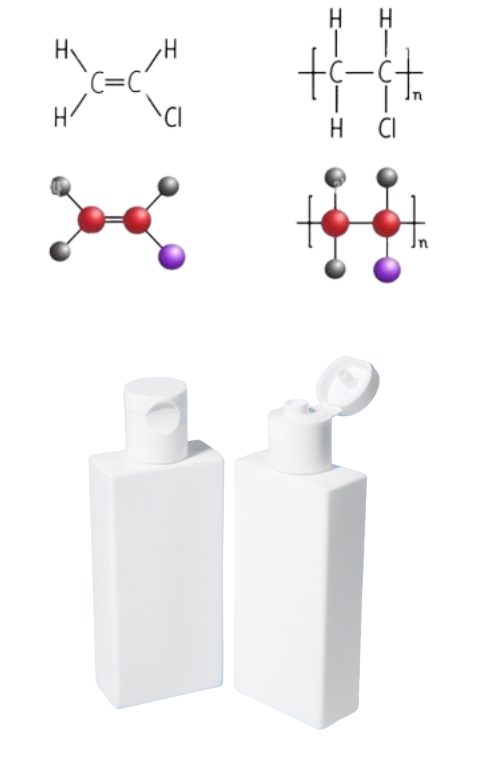 H H
C=C
H Cl
H H
[ C—C ]n
H Cl
[ ]n